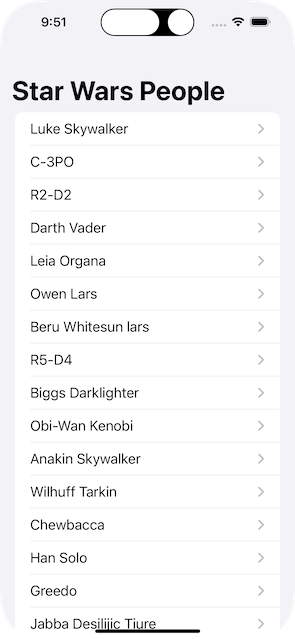 9:51
Star Wars People
Luke Skywalker
C-3PO
R2-D2
Darth Vader
Leia Organa
Owen Lars
Beru Whitesun lars
R5-D4
Biggs Darklighter
Obi-Wan Kenobi
Anakin Skywalker
Wilhuff Tarkin
Chewbacca
Han Solo
Greedo
Jabba Desilijic Tiure